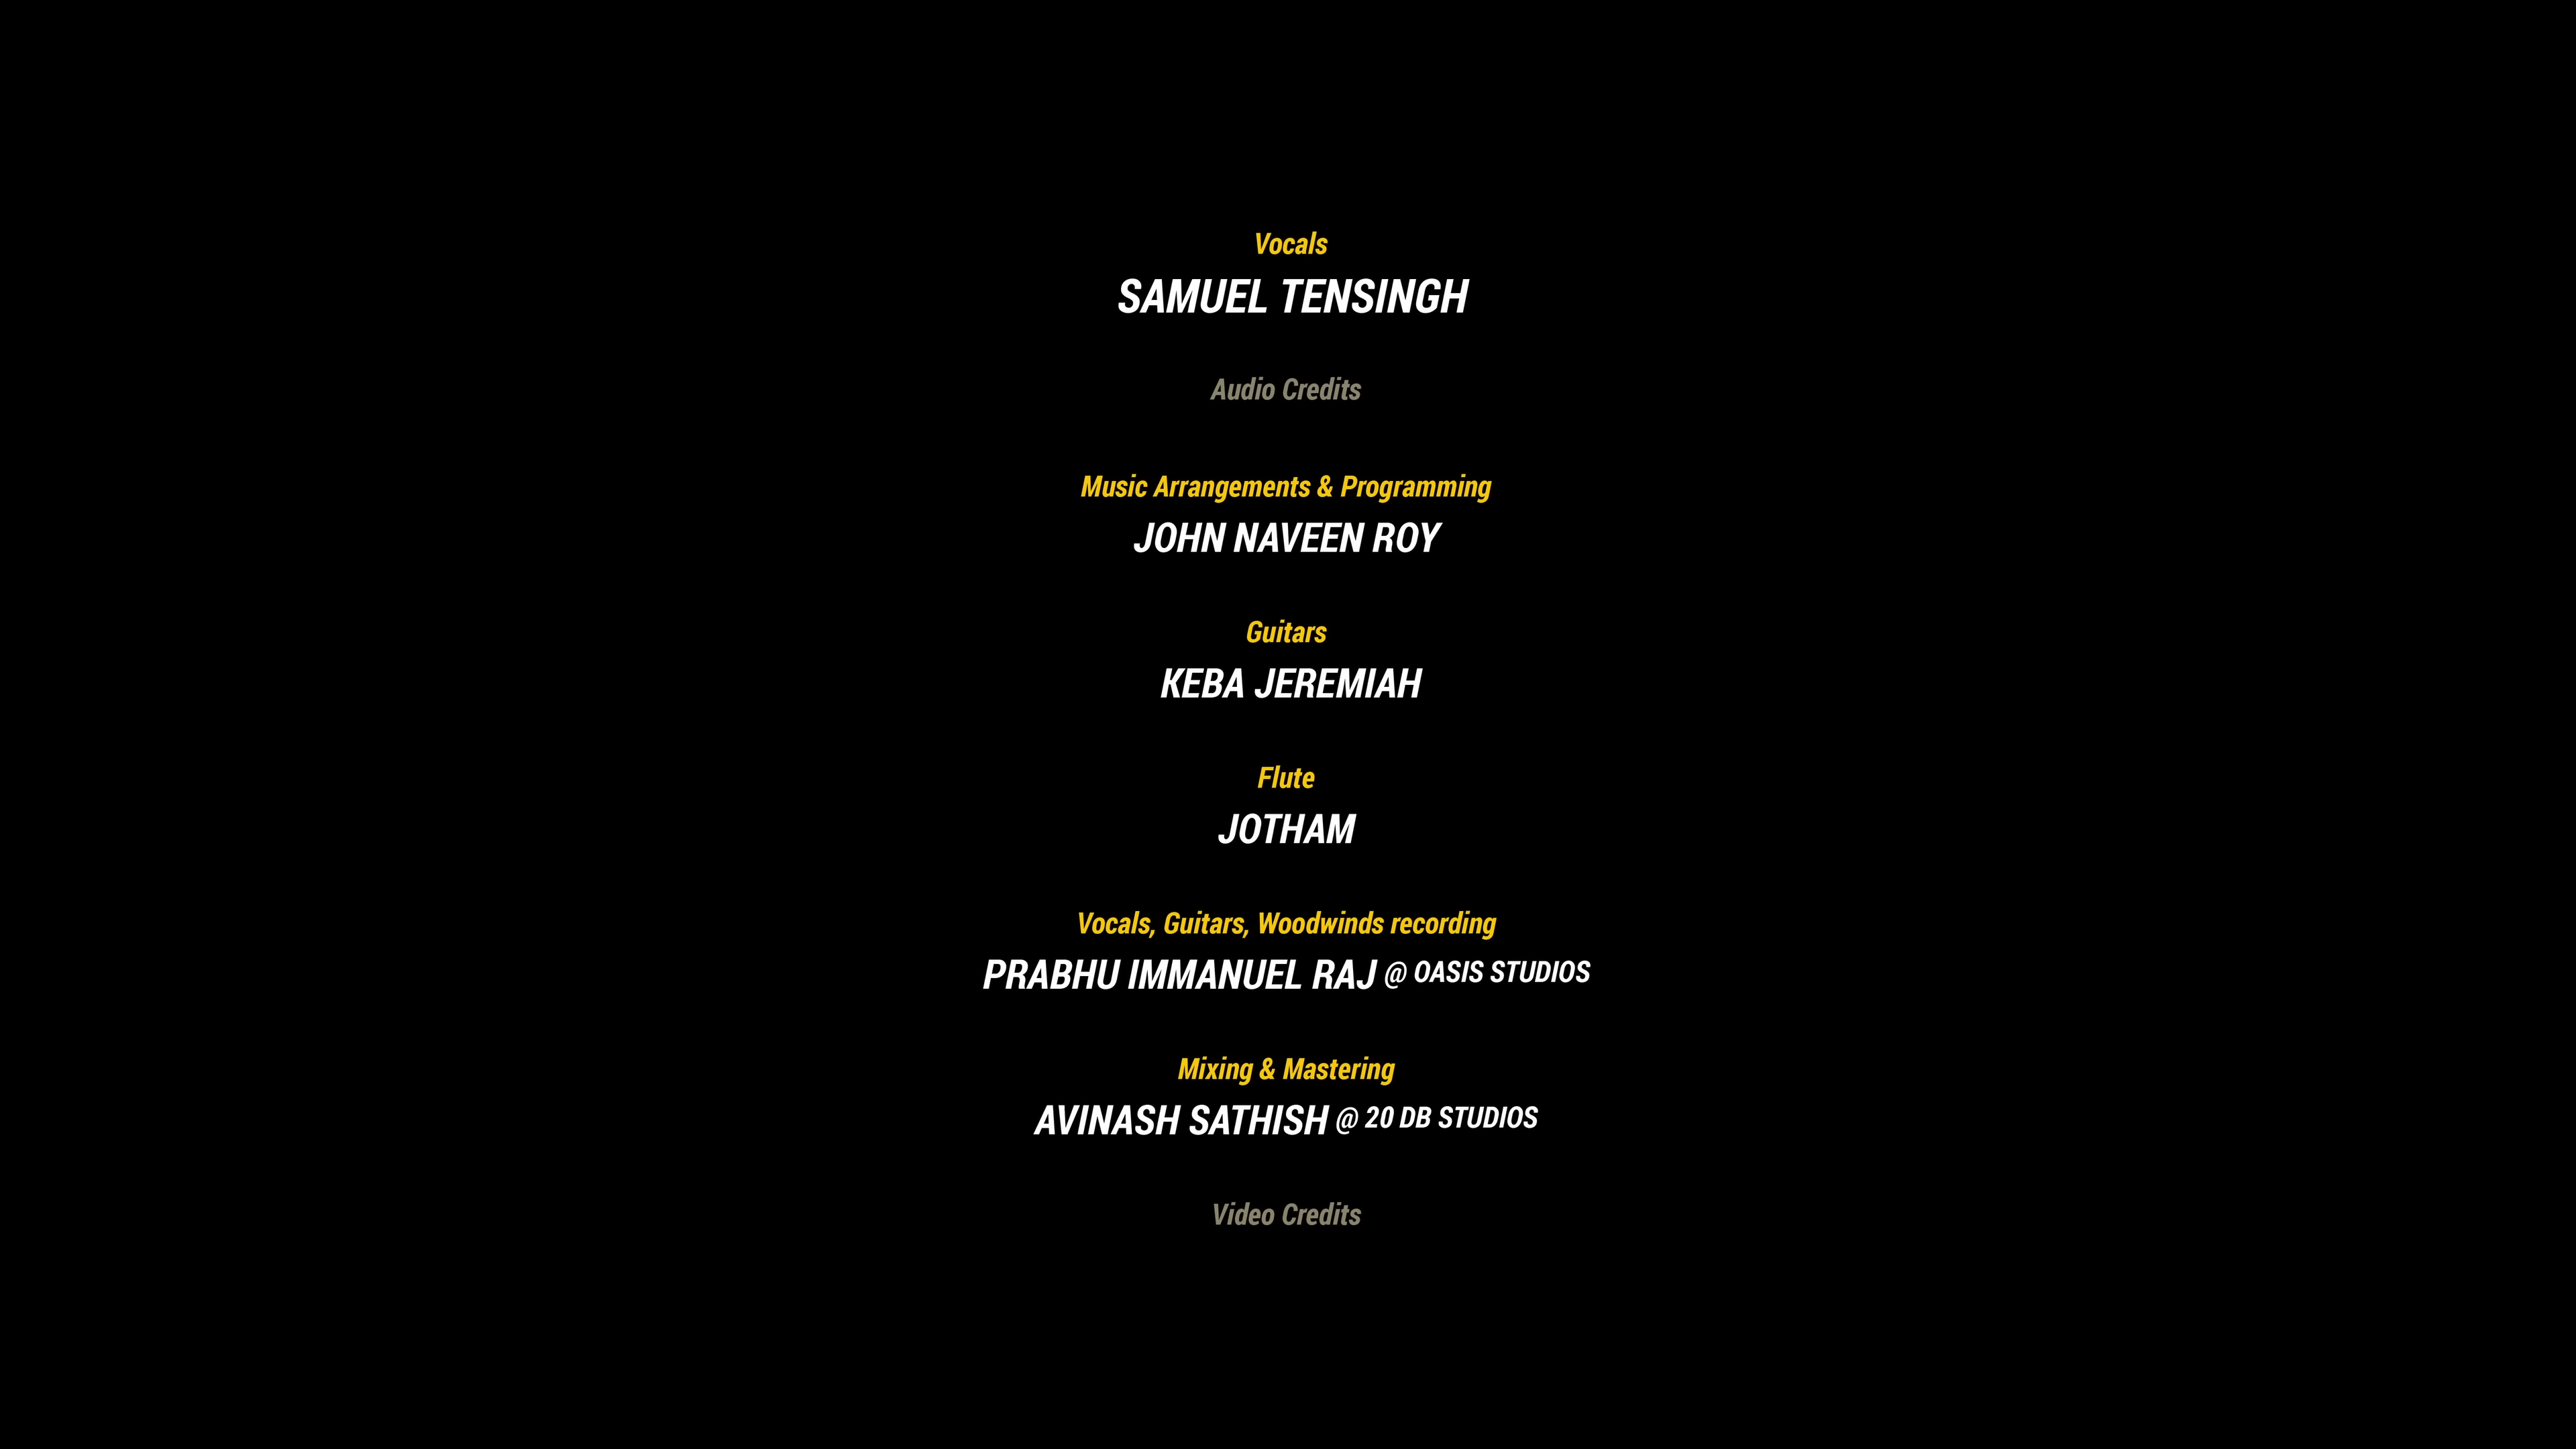 Vocals
SAMUEL TENSINGH
Audio Credits
Music Arrangements & Programming
JOHN NAVEEN ROY
Guitars
KEBA JEREMIAH
Flute
JOTHAM
Vocals, Guitars, Woodwinds recording
PRABHU IMMANUEL RAJ @ OASIS STUDIOS
Mixing & Mastering
AVINASH SATHISH @ 20 DB STUDIOS
Video Credits